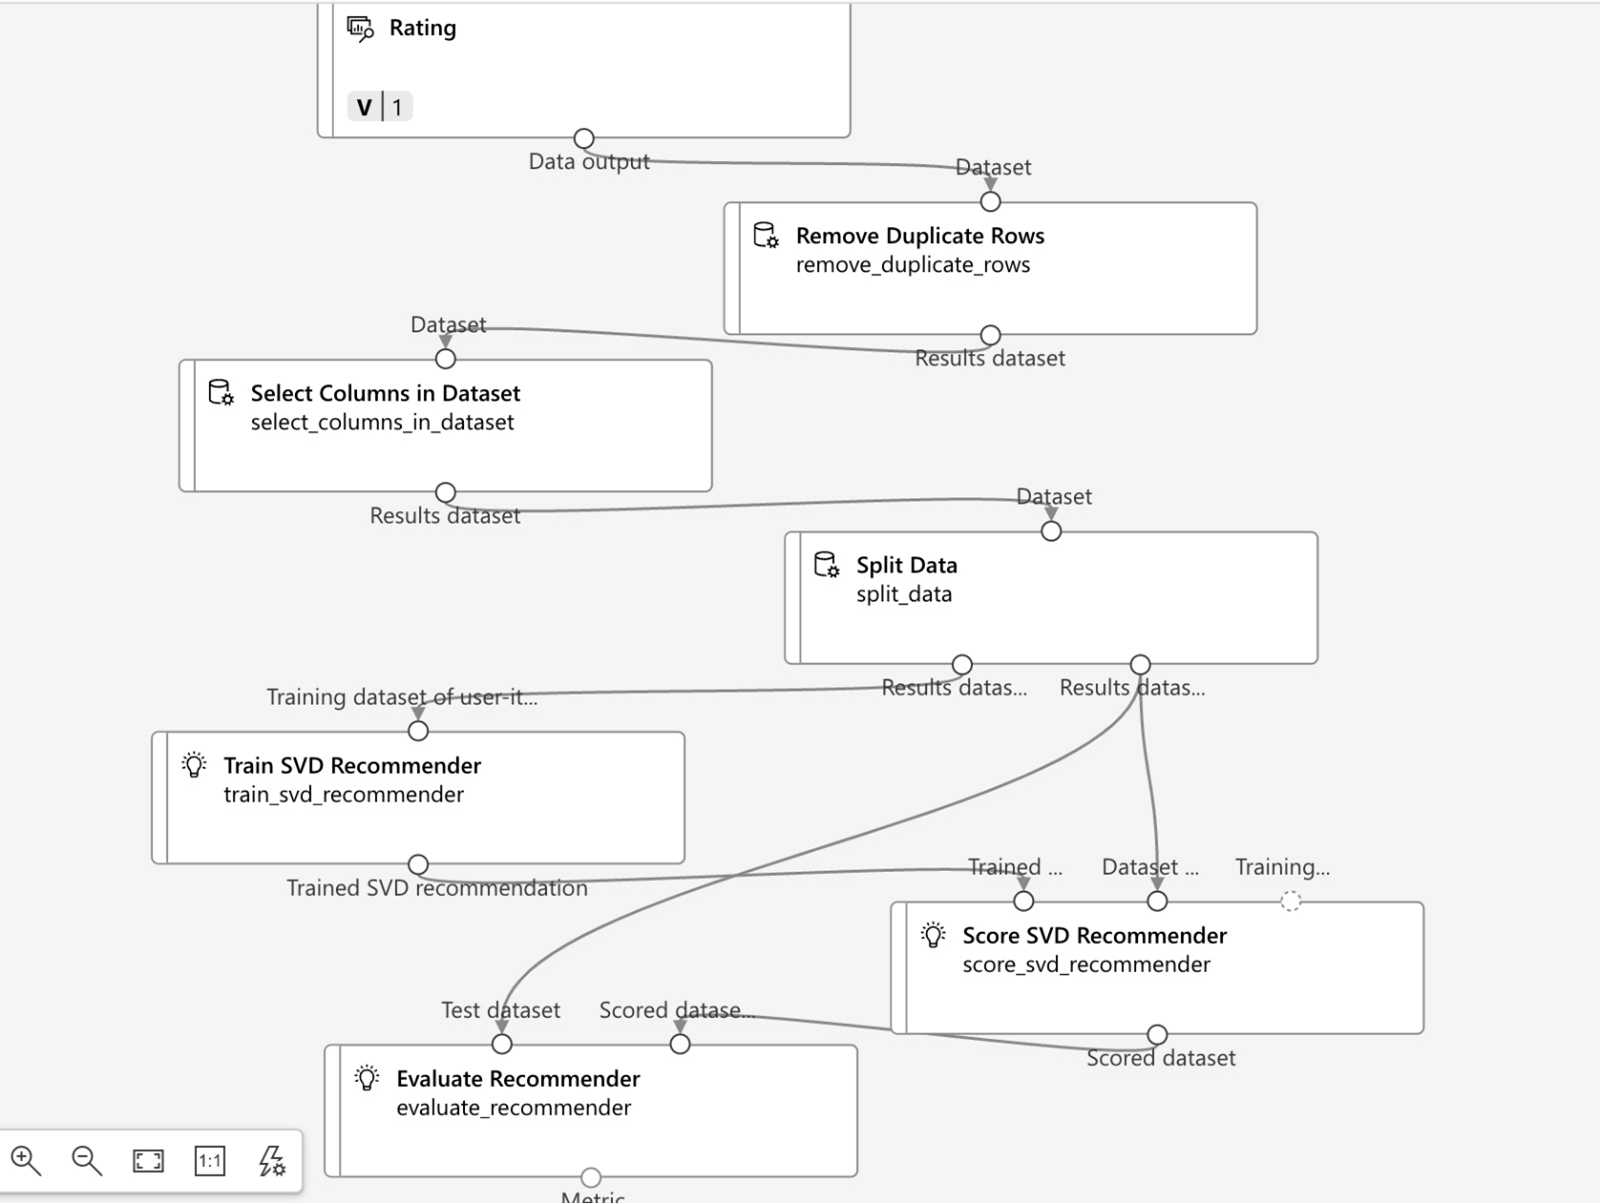 Rating
V | 1
Data output
Dataset
Remove Duplicate Rows
remove_duplicate_rows
Dataset
Results dataset
Select Columns in Dataset
select_columns_in_dataset
Dataset
Results dataset
Split Data
split_data
Results datas...
Results datas...
Training dataset of user-it...
Train SVD Recommender
train_svd_recommender
Trained ...
Dataset ...
Training...
Trained SVD recommendation
Score SVD Recommender
score_svd_recommender
Test dataset
Scored datase...
Scored dataset
Evaluate Recommender
evaluate_recommender
1:1
Metric